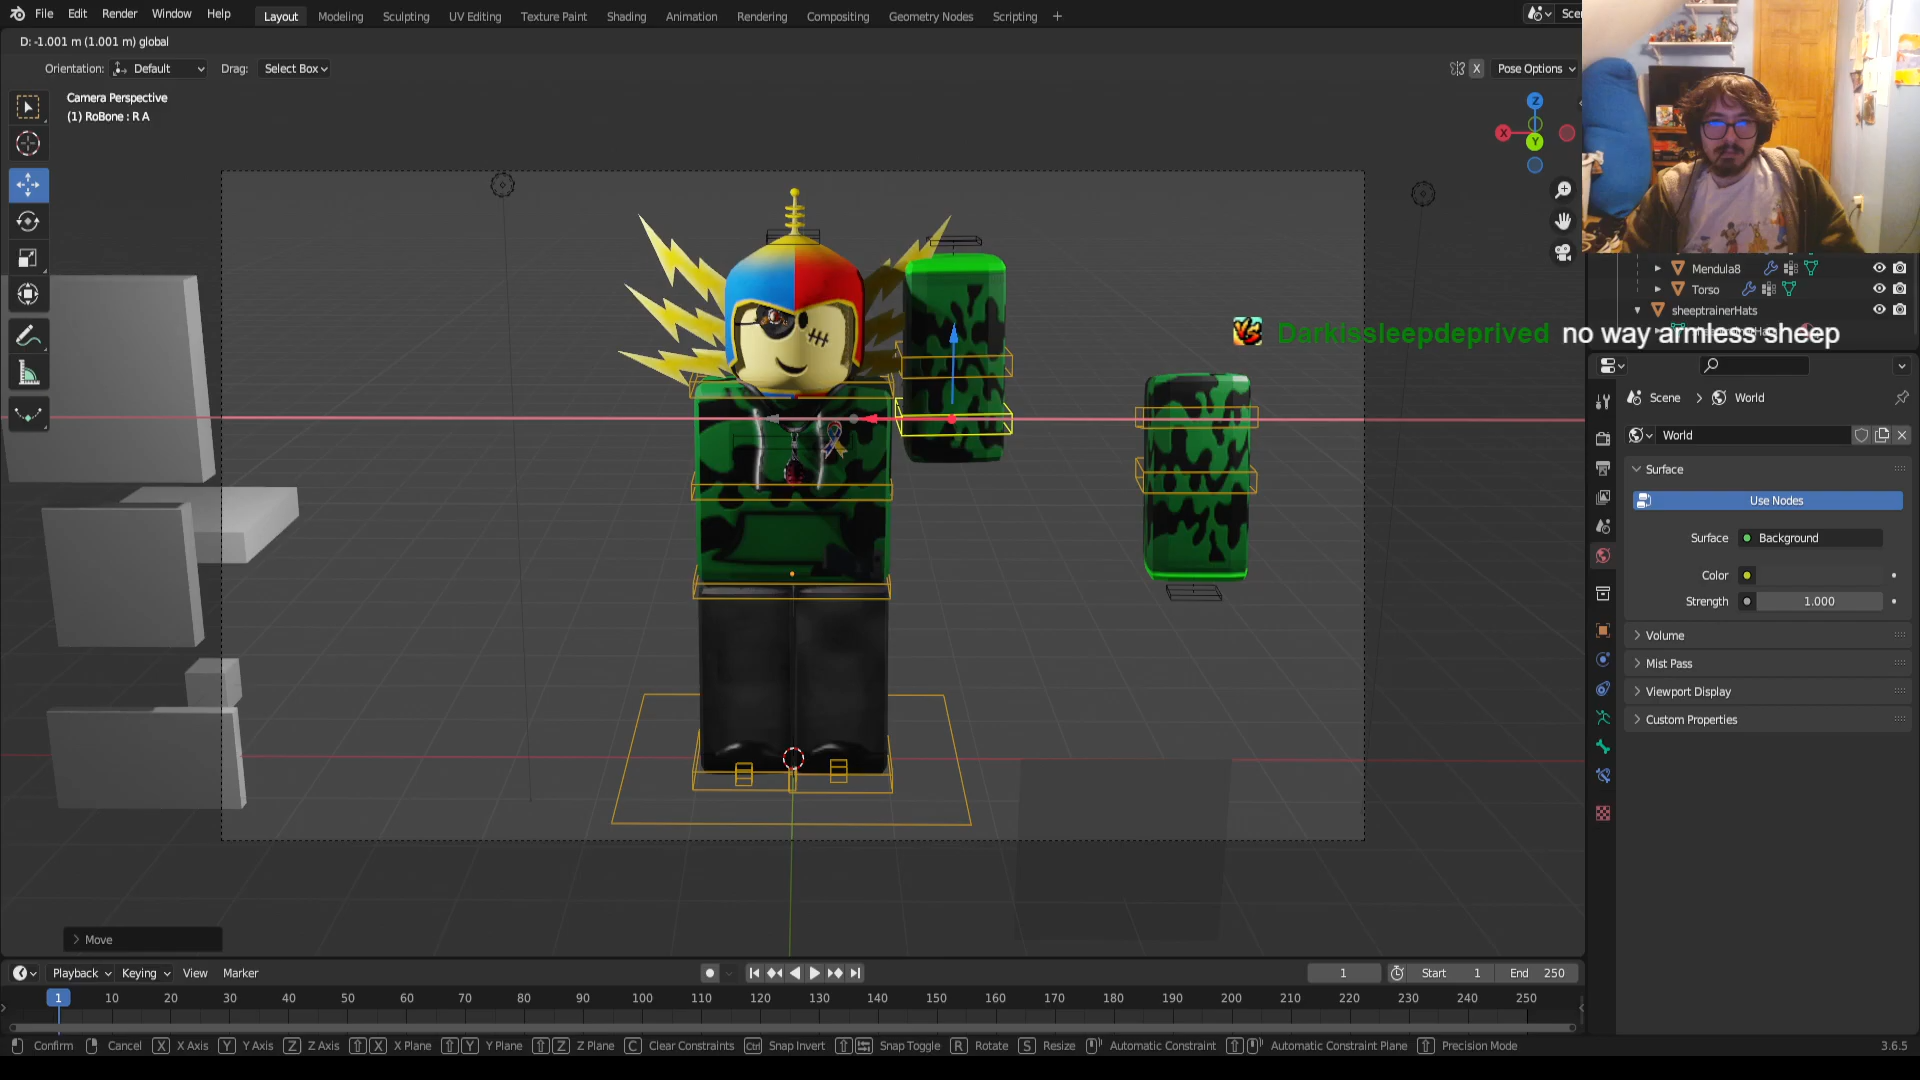 File Edit Render Window Help Layout Modeling Sculpting UV Editing Texture Paint Shading Animation Rendering Compositing Geometry Nodes Scripting + Sce
D: -1.001 m (1.001 m) global
Orientation: Default Drag: Select Box X Pose Options
Camera Perspective
(1) RoBone : R A
Z
X
Y
Mendula8
Torso
sheeptrainerHats
Darkissleepdeprived no way armless sheep
Scene > World
World
Surface
Use Nodes
Surface Background
Color
Strength 1.000
Volume
Mist Pass
Viewport Display
Custom Properties
Move
Playback Keying View Marker 1 Start 1 End 250
1 10 20 30 40 50 60 70 80 90 100 110 120 130 140 150 160 170 180 190 200 210 220 230 240 250
Confirm Cancel X X Axis Y Y Axis Z Z Axis X X Plane Y Y Plane Z Z Plane C Clear Constraints Ctrl Snap Invert Snap Toggle R Rotate S Resize Automatic Constraint Automatic Constraint Plane Precision Mode 3.6.5